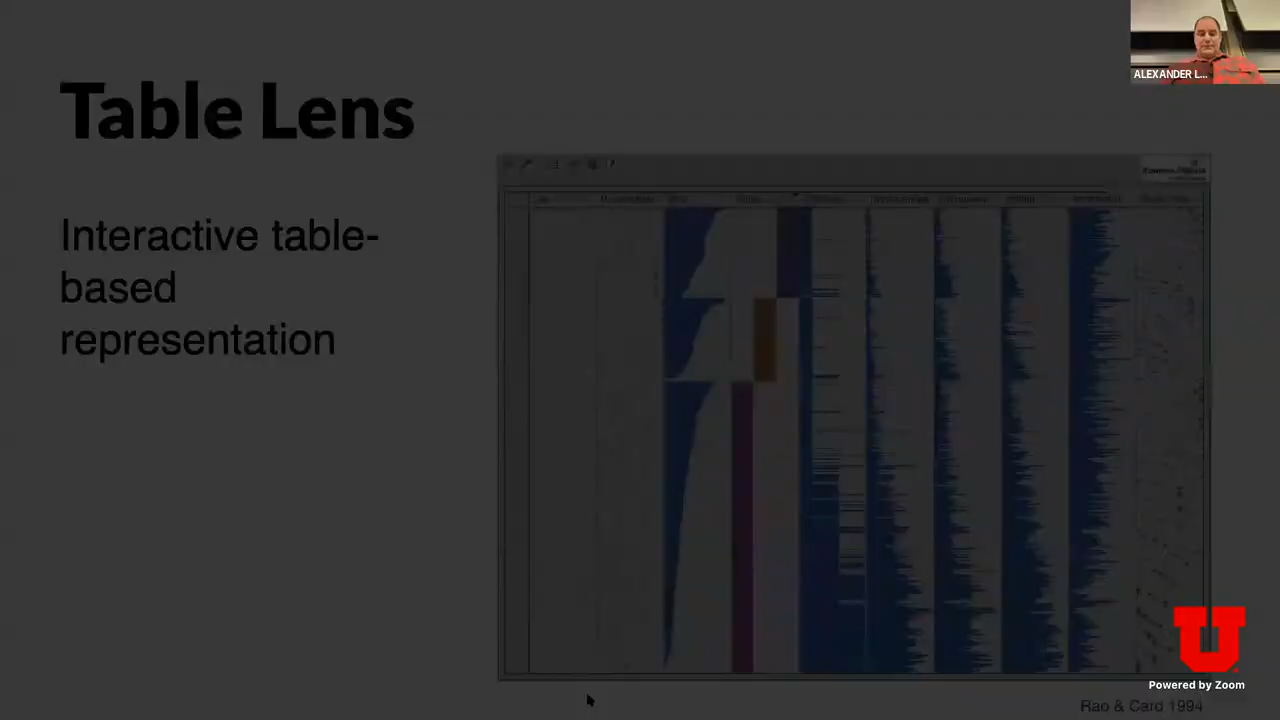 ALEXANDER L...
Table Lens
Interactive table-
based
representation
U
Powered by Zoom
Rao & Card 1994